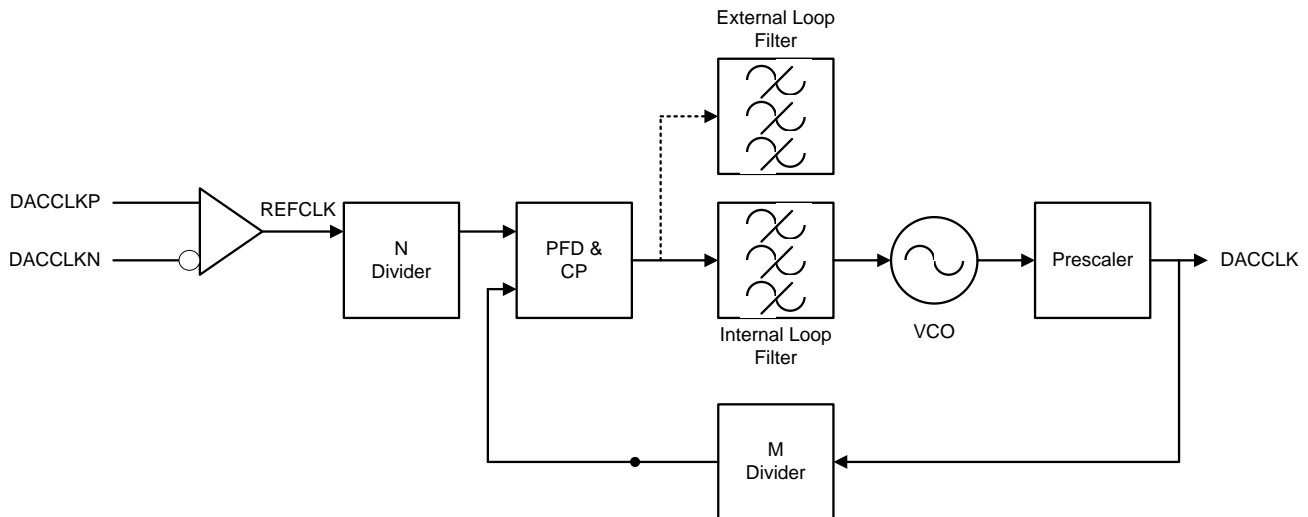 External Loop
Filter
DACCLKP
REFCLK
DACCLKN
N
Divider
PFD &
CP
Prescaler
DACCLK
Internal Loop
Filter
VCO
M
Divider